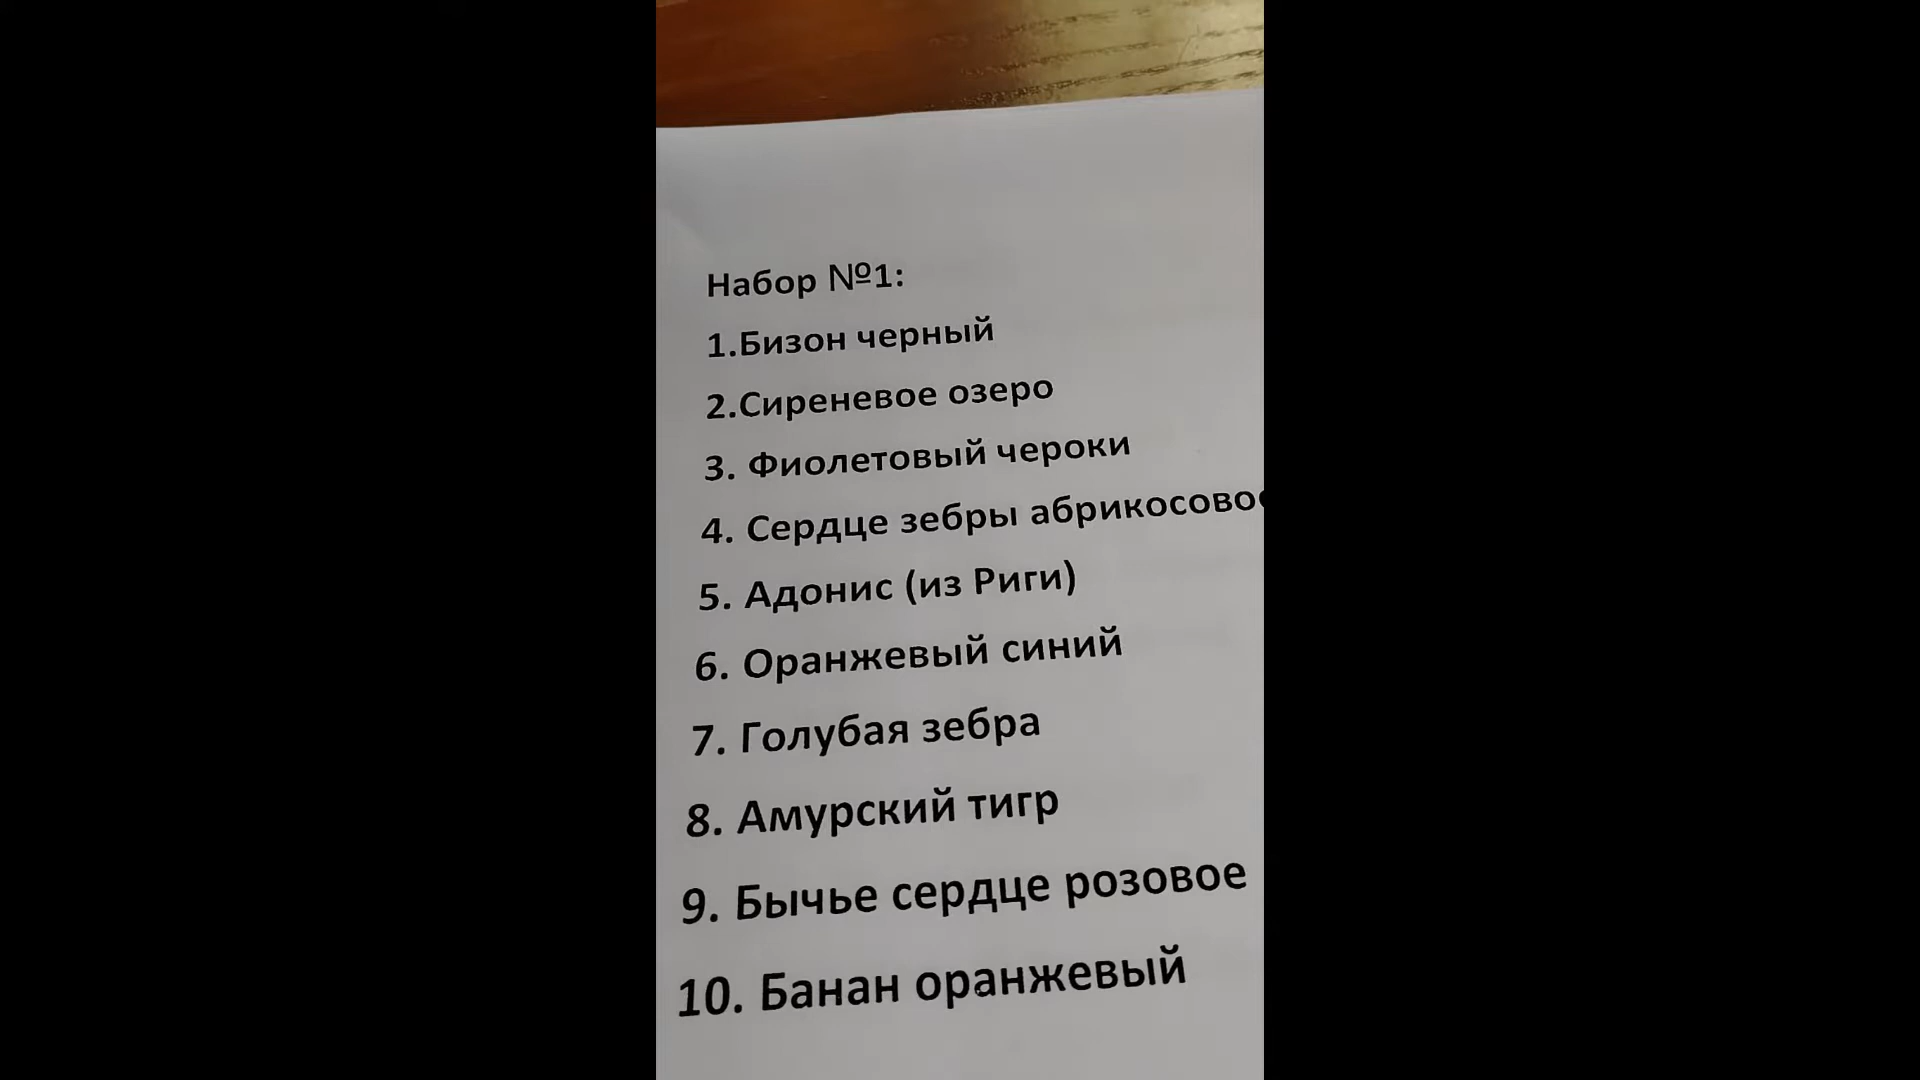 Набор №1:
1.Бизон черный
2.Сиреневое озеро
3. Фиолетовый чероки
4. Сердце зебры абрикосовое
5. Адонис (из Риги)
6. Оранжевый синий
7. Голубая зебра
8. Амурский тигр
9. Бычье сердце розовое
10. Банан оранжевый